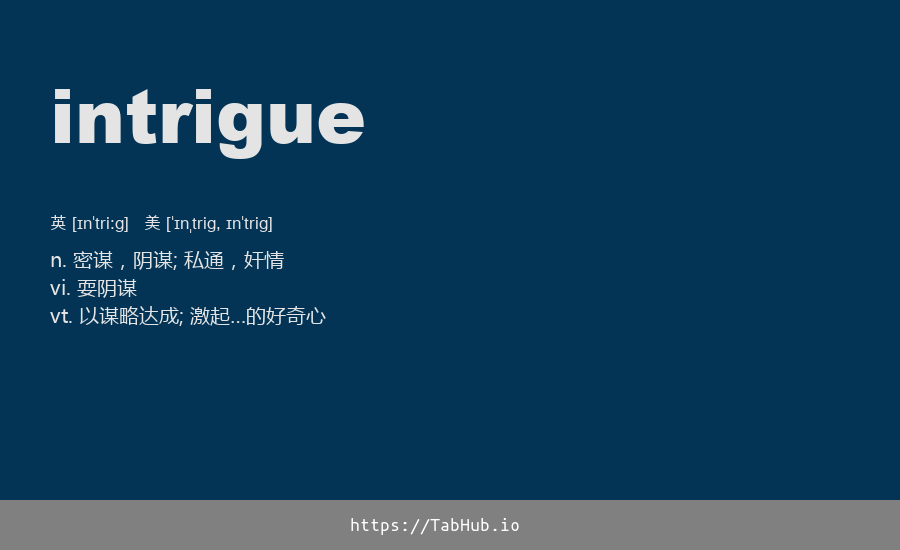 intrigue
英 [ɪn'triːg] 美 ['ɪnˌtrig, ɪn'trig]
n. 密谋，阴谋; 私通，奸情
vi. 耍阴谋
vt. 以谋略达成; 激起...的好奇心
https://TabHub.io